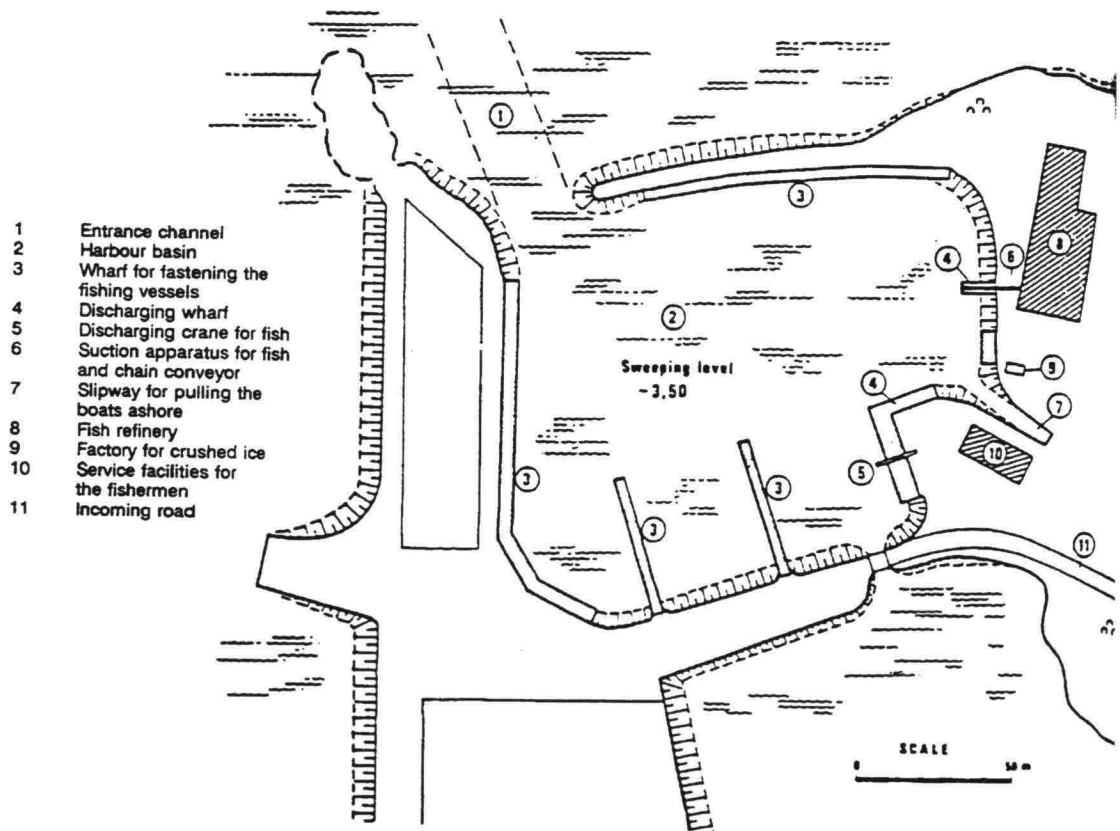 1 Entrance channel
2 Harbour basin
3 Wharf for fastening the
fishing vessels
4 Discharging wharf
5 Discharging crane for fish
6 Suction apparatus for fish
and chain conveyor
7 Slipway for pulling the
boats ashore
8 Fish refinery
9 Factory for crushed ice
10 Service facilities for
the fishermen
11 Incoming road
1
3
8
6
4
2
Sweeping level
-3,50
9
4
7
10
5
3
3
3
11
SCALE
0 50 m